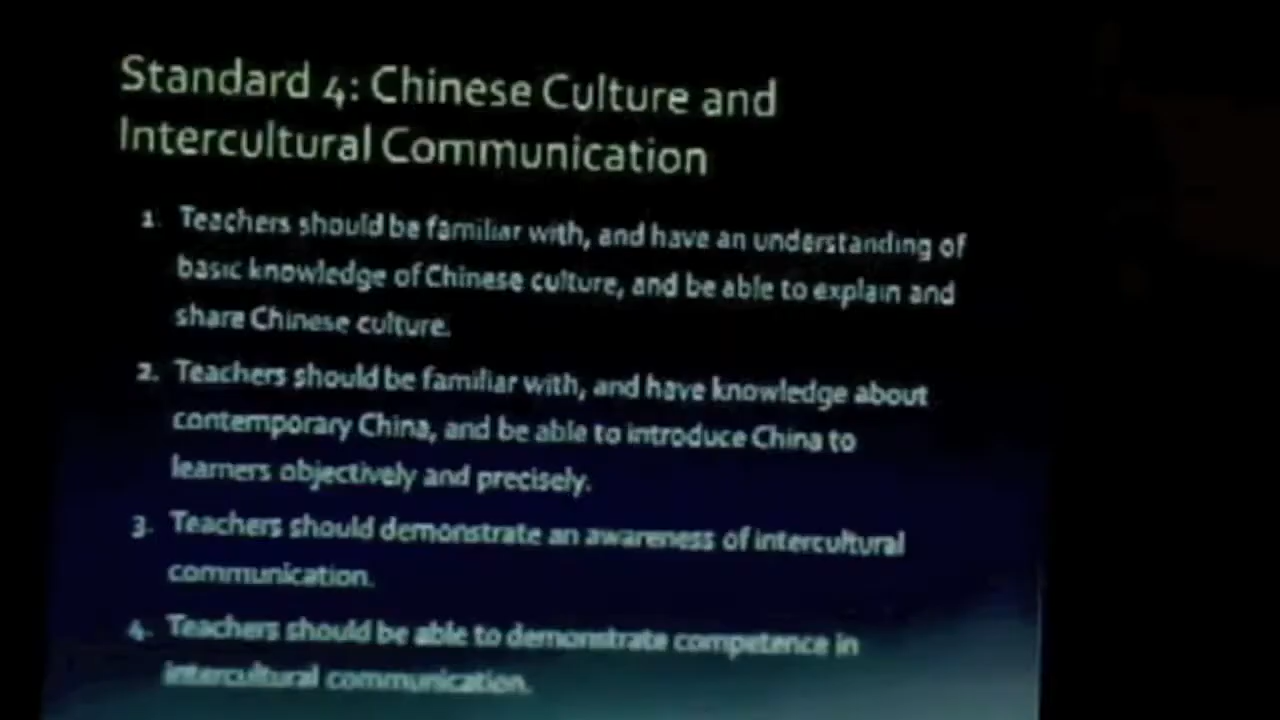 Standard 4: Chinese Culture and
Intercultural Communication
1. Teachers should be familiar with, and have an understanding of
basic knowledge of Chinese culture, and be able to explain and
share Chinese culture.
2. Teachers should be familiar with, and have knowledge about
contemporary China, and be able to introduce China to
learners objectively and precisely.
3. Teachers should demonstrate an awareness of intercultural
communication.
4. Teachers should be able to demonstrate competence in
intercultural communication.